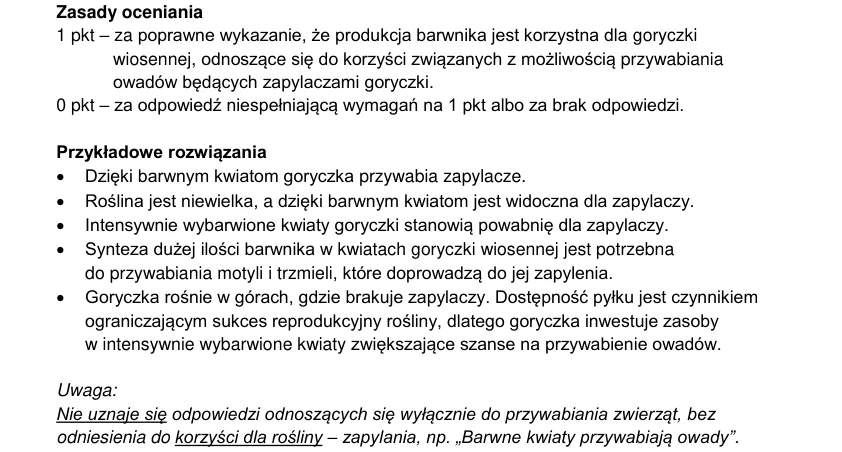 Zasady oceniania
1 pkt – za poprawne wykazanie, że produkcja barwnika jest korzystna dla goryczki
wiosennej, odnoszące się do korzyści związanych z możliwością przywabiania
owadów będących zapylaczami goryczki.
0 pkt – za odpowiedź niespełniającą wymagań na 1 pkt albo za brak odpowiedzi.
Przykładowe rozwiązania
• Dzięki barwnym kwiatom goryczka przywabia zapylacze.
• Roślina jest niewielka, a dzięki barwnym kwiatom jest widoczna dla zapylaczy.
• Intensywnie wybarwione kwiaty goryczki stanowią powabnię dla zapylaczy.
• Synteza dużej ilości barwnika w kwiatach goryczki wiosennej jest potrzebna
do przywabiania motyli i trzmieli, które doprowadzą do jej zapylenia.
• Goryczka rośnie w górach, gdzie brakuje zapylaczy. Dostępność pyłku jest czynnikiem
ograniczającym sukces reprodukcyjny rośliny, dlatego goryczka inwestuje zasoby
w intensywnie wybarwione kwiaty zwiększające szanse na przywabienie owadów.
Uwaga:
Nie uznaje się odpowiedzi odnoszących się wyłącznie do przywabiania zwierząt, bez
odniesienia do korzyści dla rośliny – zapylania, np. „Barwne kwiaty przywabiają owady”.